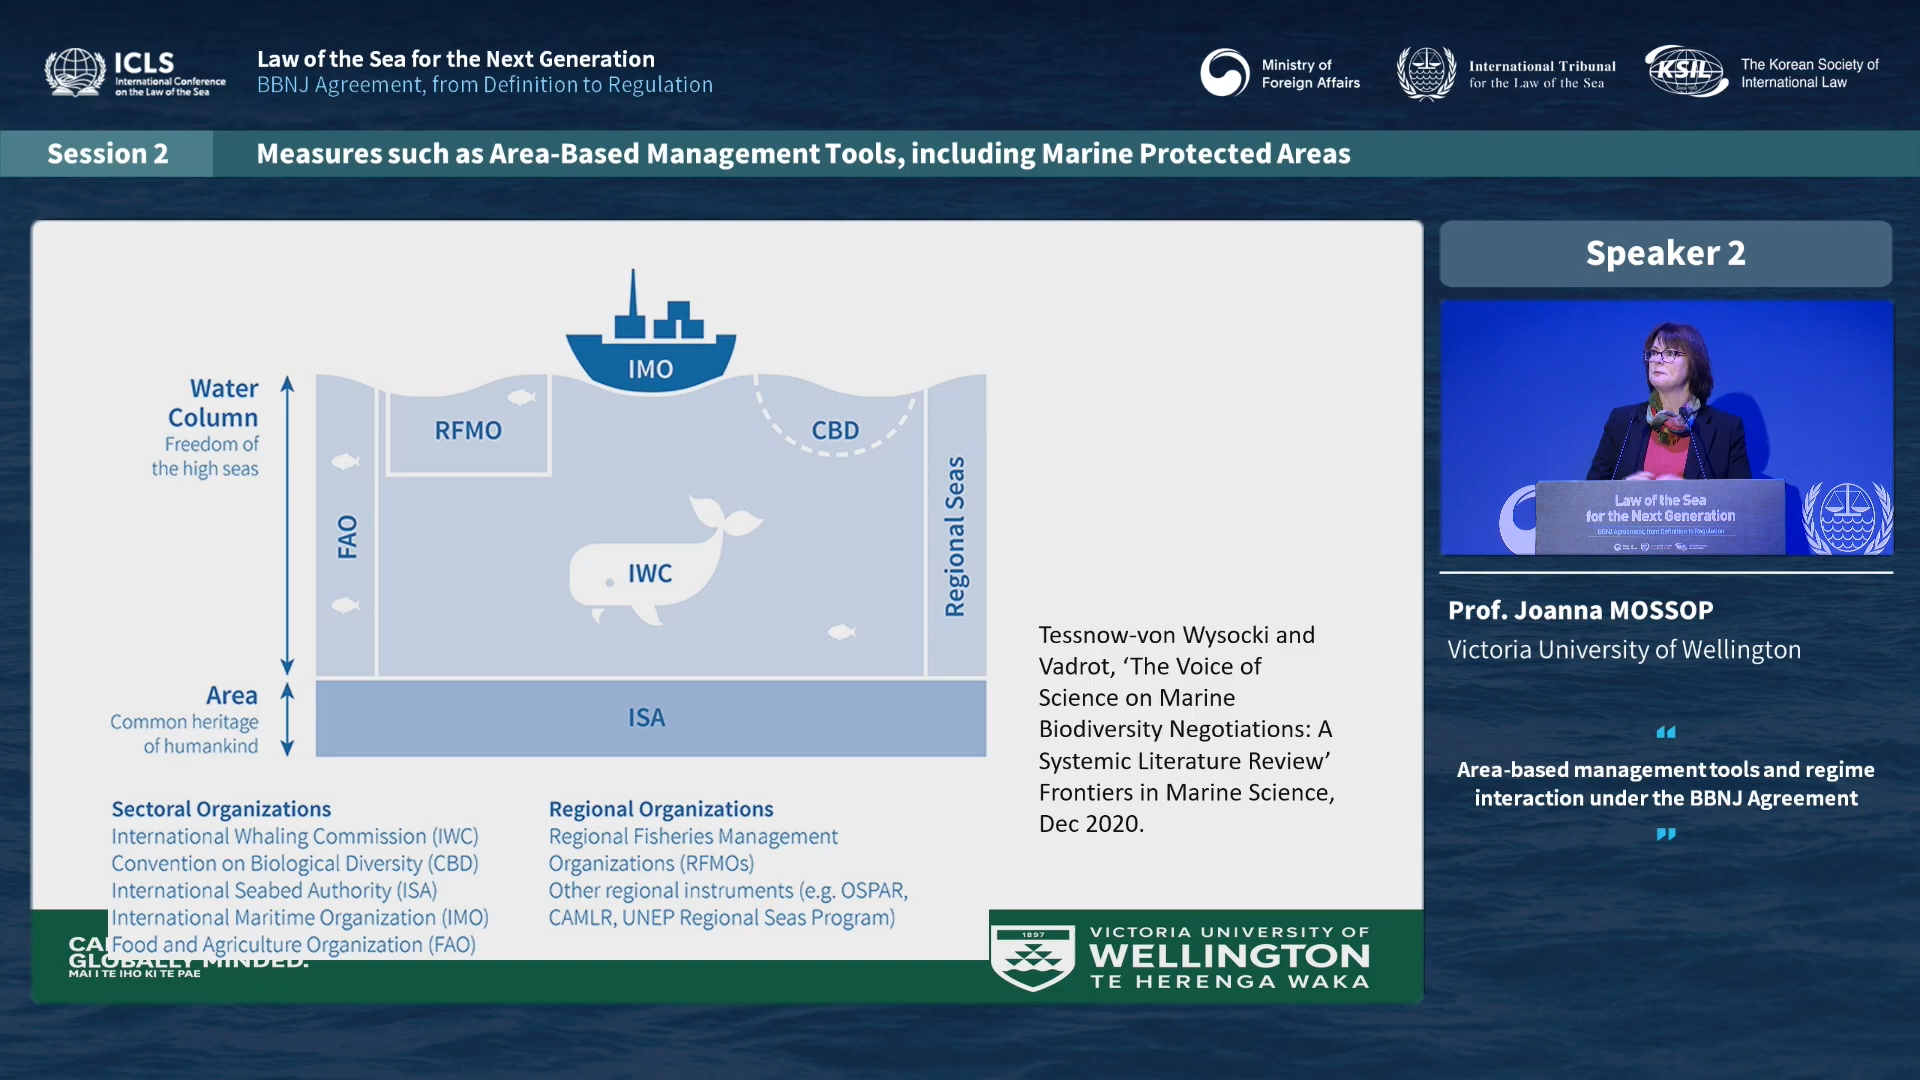 ICLS
International Conference
on the Law of the Sea
Law of the Sea for the Next Generation
BBNJ Agreement, from Definition to Regulation
Ministry of
Foreign Affairs
International Tribunal
for the Law of the Sea
KSIL
The Korean Society of
International Law
Session 2
Measures such as Area-Based Management Tools, including Marine Protected Areas
IMO
Water
Column
Freedom of
the high seas
RFMO
CBD
FAO
IWC
Regional Seas
Area
Common heritage
of humankind
ISA
Sectoral Organizations
International Whaling Commission (IWC)
Convention on Biological Diversity (CBD)
International Seabed Authority (ISA)
International Maritime Organization (IMO)
Food and Agriculture Organization (FAO)
Regional Organizations
Regional Fisheries Management
Organizations (RFMOs)
Other regional instruments (e.g. OSPAR,
CAMLR, UNEP Regional Seas Program)
Tessnow-von Wysocki and
Vadrot, ‘The Voice of
Science on Marine
Biodiversity Negotiations: A
Systemic Literature Review’
Frontiers in Marine Science,
Dec 2020.
CA
GLOBALLY MINDED.
MAI I TE IHO KI TE PAE
1897
VICTORIA UNIVERSITY OF
WELLINGTON
TE HERENGA WAKA
Speaker 2
Law of the Sea
for the Next Generation
BBNJ Agreement, from Definition to Regulation
Prof. Joanna MOSSOP
Victoria University of Wellington
“
Area-based management tools and regime
interaction under the BBNJ Agreement
”